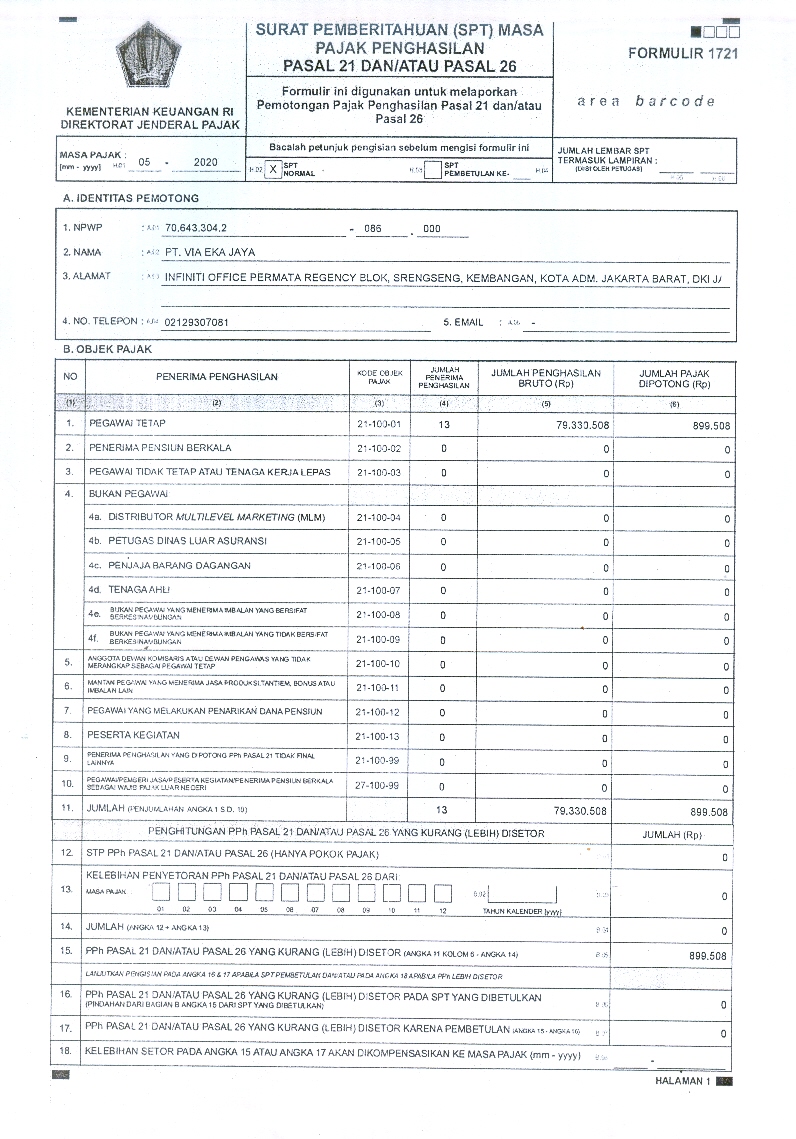 SURAT PEMBERITAHUAN (SPT) MASA
PAJAK PENGHASILAN
PASAL 21 DAN/ATAU PASAL 26
FORMULIR 1721
Formulir ini digunakan untuk melaporkan
Pemotongan Pajak Penghasilan Pasal 21 dan/atau
Pasal 26
area barcode
KEMENTERIAN KEUANGAN RI
DIREKTORAT JENDERAL PAJAK
Bacalah petunjuk pengisian sebelum mengisi formulir ini
MASA PAJAK :
[mm - yyyy] H.01 05 - 2020
H.02 X SPT NORMAL
H.03 SPT PEMBETULAN KE- H.04
JUMLAH LEMBAR SPT
TERMASUK LAMPIRAN :
(DIISI OLEH PETUGAS)
A. IDENTITAS PEMOTONG
1. NPWP : A.01 70.643.304.2 - 086 . 000
2. NAMA : A.02 PT. VIA EKA JAYA
3. ALAMAT : A.03 INFINITI OFFICE PERMATA REGENCY BLOK, SRENGSENG, KEMBANGAN, KOTA ADM. JAKARTA BARAT, DKI J/
4. NO. TELEPON : A.04 02129307081 5. EMAIL : A.05 -
B. OBJEK PAJAK
NO PENERIMA PENGHASILAN KODE OBJEK PAJAK JUMLAH PENERIMA PENGHASILAN JUMLAH PENGHASILAN BRUTO (Rp) JUMLAH PAJAK DIPOTONG (Rp)
(1) (2) (3) (4) (5) (6)
1. PEGAWAI TETAP 21-100-01 13 79.330.508 899.508
2. PENERIMA PENSIUN BERKALA 21-100-02 0 0 0
3. PEGAWAI TIDAK TETAP ATAU TENAGA KERJA LEPAS 21-100-03 0 0 0
4. BUKAN PEGAWAI
4a. DISTRIBUTOR MULTILEVEL MARKETING (MLM) 21-100-04 0 0 0
4b. PETUGAS DINAS LUAR ASURANSI 21-100-05 0 0 0
4c. PENJAJA BARANG DAGANGAN 21-100-06 0 0 0
4d. TENAGA AHLI 21-100-07 0 0 0
4e. BUKAN PEGAWAI YANG MENERIMA IMBALAN YANG BERSIFAT BERKESINAMBUNGAN 21-100-08 0 0 0
4f. BUKAN PEGAWAI YANG MENERIMA IMBALAN YANG TIDAK BERSIFAT BERKESINAMBUNGAN 21-100-09 0 0 0
5. ANGGOTA DEWAN KOMISARIS ATAU DEWAN PENGAWAS YANG TIDAK MERANGKAP SEBAGAI PEGAWAI TETAP 21-100-10 0 0 0
6. MANTAN PEGAWAI YANG MENERIMA JASA PRODUKSI, TANTIEM, BONUS ATAU IMBALAN LAIN 21-100-11 0 0 0
7. PEGAWAI YANG MELAKUKAN PENARIKAN DANA PENSIUN 21-100-12 0 0 0
8. PESERTA KEGIATAN 21-100-13 0 0 0
9. PENERIMA PENGHASILAN YANG DIPOTONG PPh PASAL 21 TIDAK FINAL LAINNYA 21-100-99 0 0 0
10. PEGAWAI/PEMBERI JASA/PESERTA KEGIATAN/PENERIMA PENSIUN BERKALA SEBAGAI WAJIB PAJAK LUAR NEGERI 27-100-99 0 0 0
11. JUMLAH (PENJUMLAHAN ANGKA 1 S.D. 10) 13 79.330.508 899.508
PENGHITUNGAN PPh PASAL 21 DAN/ATAU PASAL 26 YANG KURANG (LEBIH) DISETOR JUMLAH (Rp)
12. STP PPh PASAL 21 DAN/ATAU PASAL 26 (HANYA POKOK PAJAK) 0
13. KELEBIHAN PENYETORAN PPh PASAL 21 DAN/ATAU PASAL 26 DARI:
MASA PAJAK B.02 0
01 02 03 04 05 06 07 08 09 10 11 12 TAHUN KALENDER [yyyy]
14. JUMLAH (ANGKA 12 + ANGKA 13) 0
15. PPh PASAL 21 DAN/ATAU PASAL 26 YANG KURANG (LEBIH) DISETOR (ANGKA 11 KOLOM 6 - ANGKA 14) 899.508
LANJUTKAN PENGISIAN PADA ANGKA 16 & 17 APABILA SPT PEMBETULAN DAN/ATAU PADA ANGKA 18 APABILA PPh LEBIH DISETOR
16. PPh PASAL 21 DAN/ATAU PASAL 26 YANG KURANG (LEBIH) DISETOR PADA SPT YANG DIBETULKAN
(PINDAHAN DARI BAGIAN B ANGKA 15 DARI SPT YANG DIBETULKAN) 0
17. PPh PASAL 21 DAN/ATAU PASAL 26 YANG KURANG (LEBIH) DISETOR KARENA PEMBETULAN (ANGKA 15 - ANGKA 16) 0
18. KELEBIHAN SETOR PADA ANGKA 15 ATAU ANGKA 17 AKAN DIKOMPENSASIKAN KE MASA PAJAK (mm - yyyy) -
HALAMAN 1